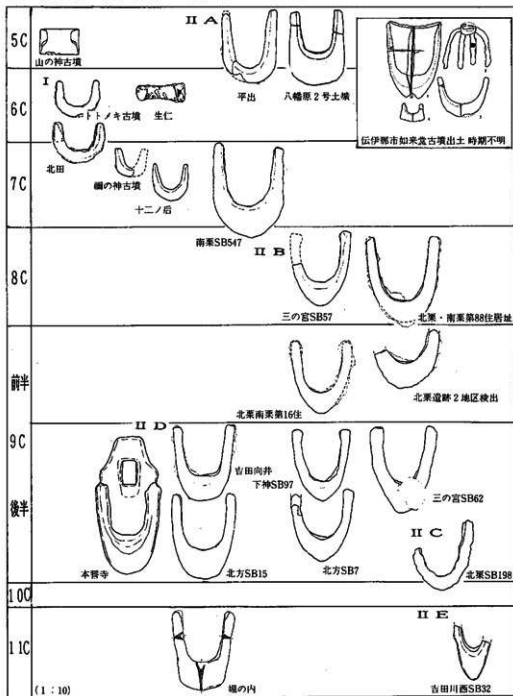 5C
II A
山の神古墳
平出
八幡原2号土壙
伝伊那市如来堂古墳出土 時期不明
6C
I
トトメキ古墳
生仁
北田
7C
十二ノ后
南栗SB547
II B
8C
三の宮SB57
北栗・南栗第88住居址
前半
北栗南栗第16住
北栗遺跡2地区検出
9C
II D
吉田向井
下神SB97
三の宮SB62
後半
II C
本誓寺
北方SB15
北方SB7
北栗SB198
10C
11C
II E
(1:10)
堀の内
吉田川西SB32